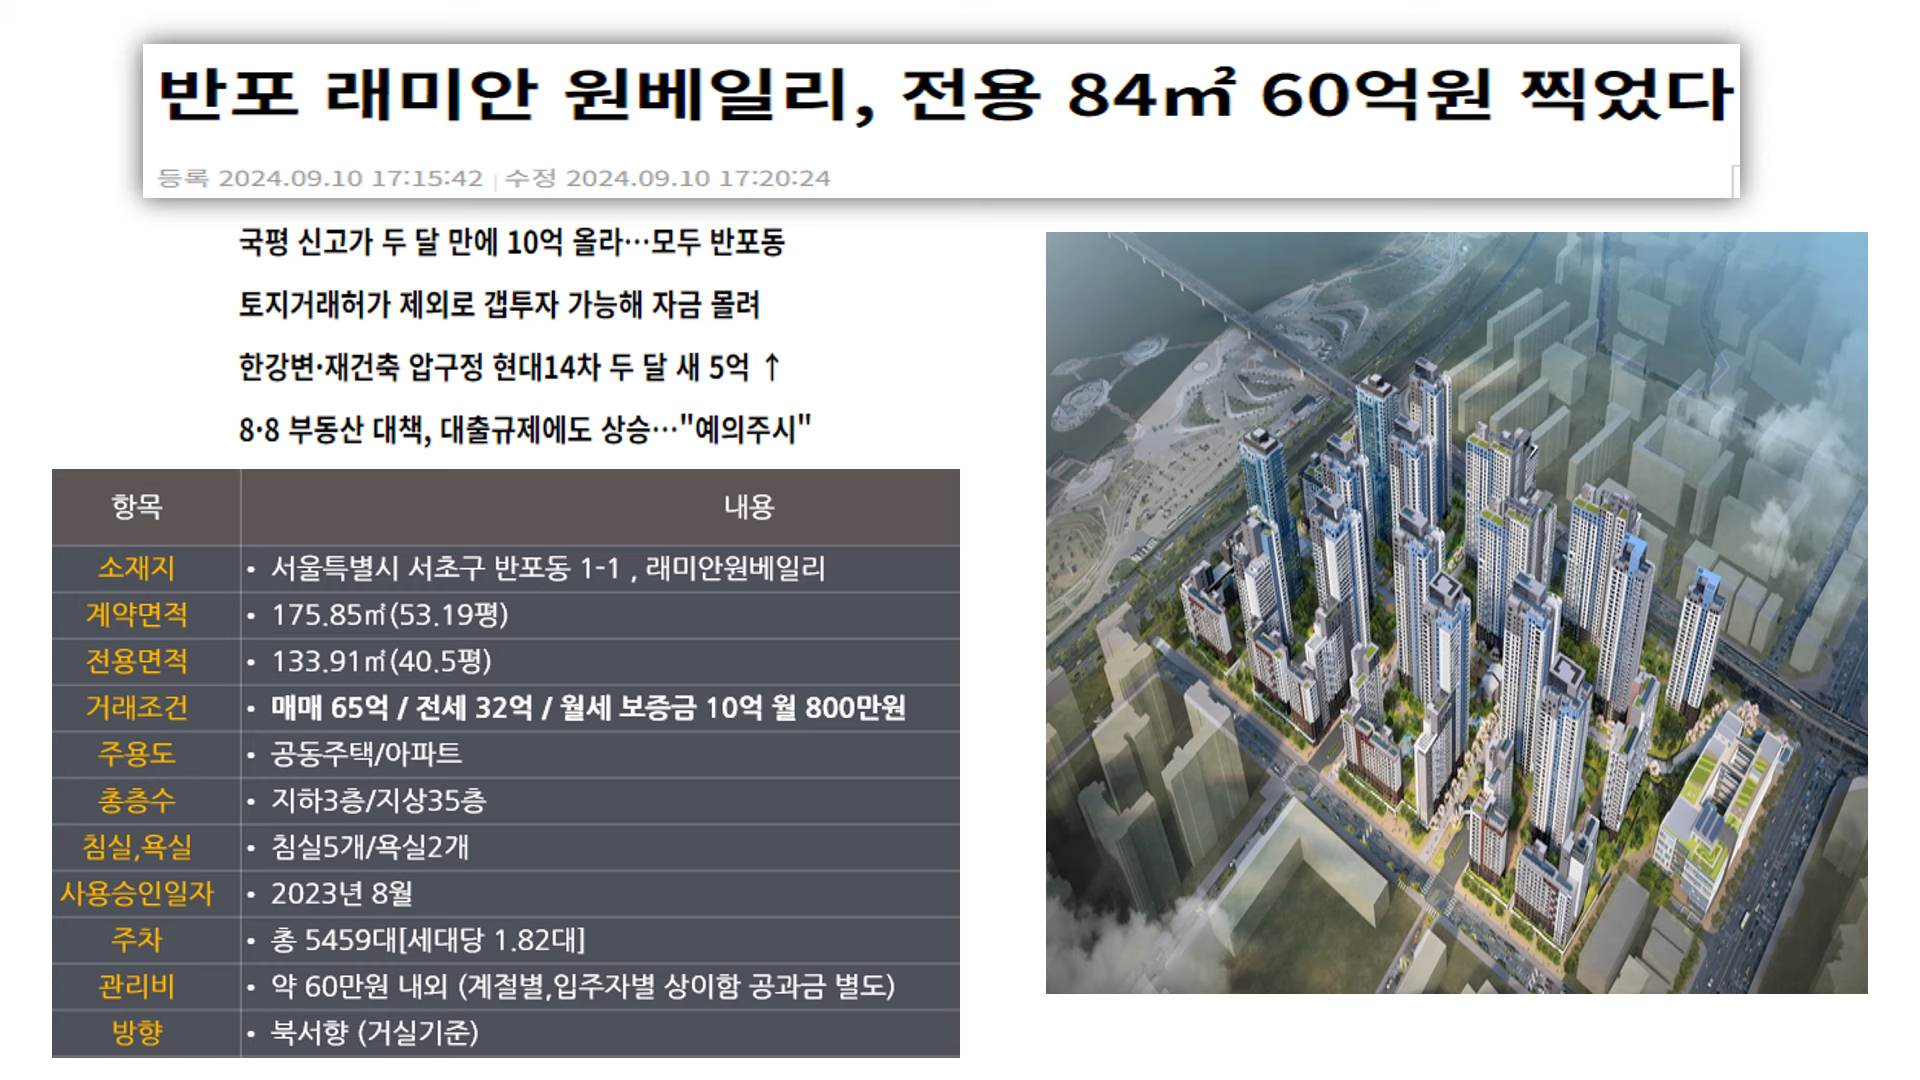 반포 래미안 원베일리, 전용 84㎡ 60억원 찍었다
등록 2024.09.10 17:15:42 | 수정 2024.09.10 17:20:24
국평 신고가 두 달 만에 10억 올라…모두 반포동
토지거래허가 제외로 갭투자 가능해 자금 몰려
한강변·재건축 압구정 현대14차 두 달 새 5억 ↑
8·8 부동산 대책, 대출규제에도 상승…"예의주시"
항목 내용
소재지 • 서울특별시 서초구 반포동 1-1 , 래미안원베일리
계약면적 • 175.85㎡(53.19평)
전용면적 • 133.91㎡(40.5평)
거래조건 • 매매 65억 / 전세 32억 / 월세 보증금 10억 월 800만원
주용도 • 공동주택/아파트
총층수 • 지하3층/지상35층
침실,욕실 • 침실5개/욕실2개
사용승인일자 • 2023년 8월
주차 • 총 5459대[세대당 1.82대]
관리비 • 약 60만원 내외 (계절별,입주자별 상이함 공과금 별도)
방향 • 북서향 (거실기준)